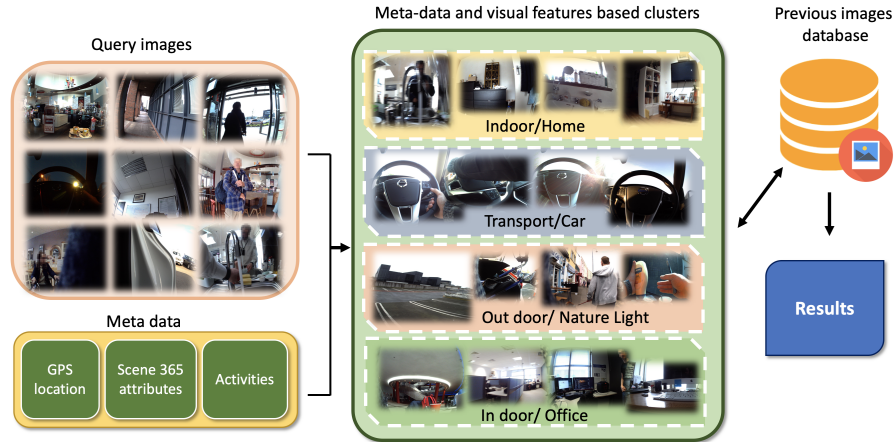 Query images
Meta data
GPS
location
Scene 365
attributes
Activities
Meta-data and visual features based clusters
Indoor/Home
Transport/Car
Out door/ Nature Light
In door/ Office
Previous images
database
Results